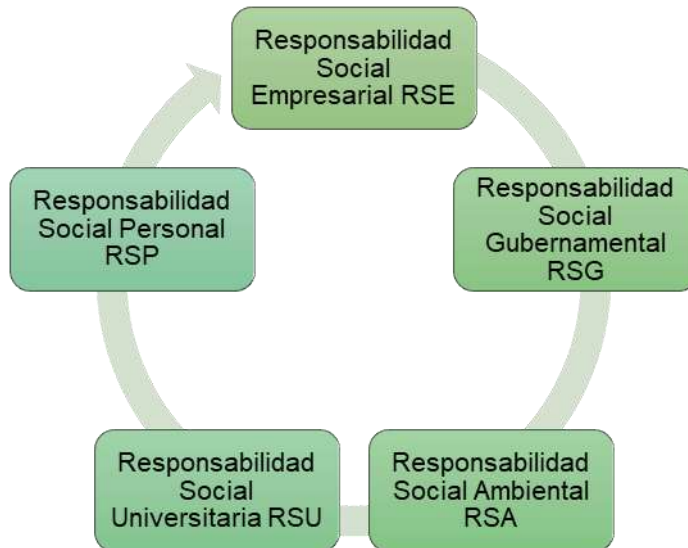 Responsabilidad
Social
Empresarial RSE
Responsabilidad
Social
Gubernamental
RSG
Responsabilidad
Social Ambiental
RSA
Responsabilidad
Social
Universitaria RSU
Responsabilidad
Social Personal
RSP